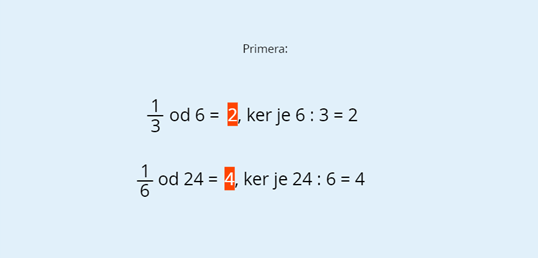 Primera:
1/3 od 6 = 2, ker je 6 : 3 = 2
1/6 od 24 = 4, ker je 24 : 6 = 4